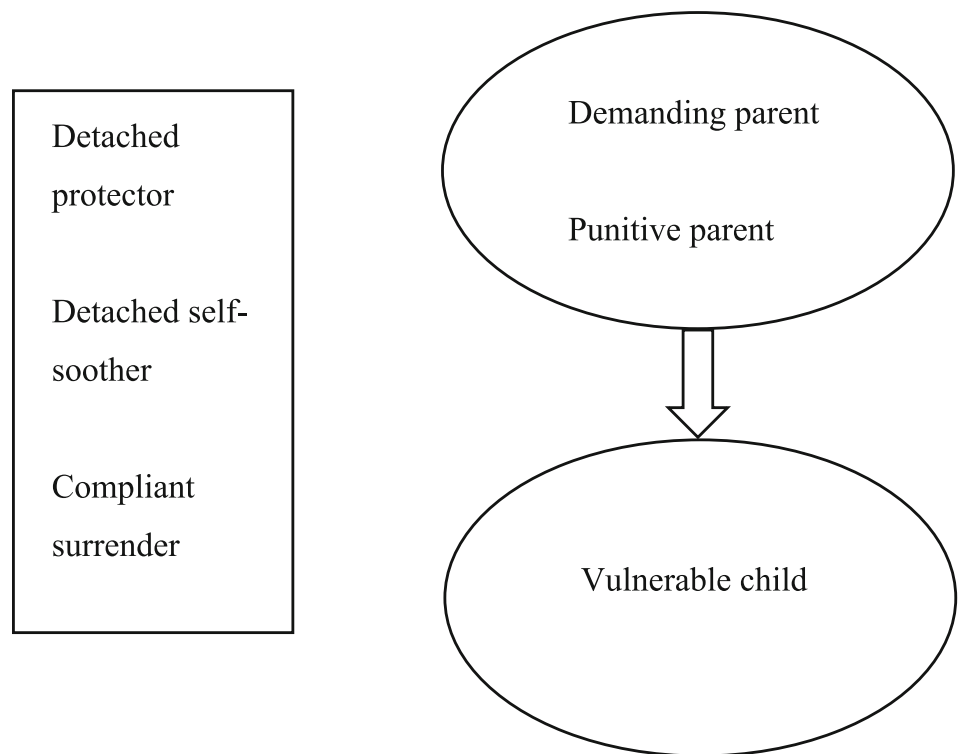 Detached
protector
Detached self-
soother
Compliant
surrender
Demanding parent
Punitive parent
Vulnerable child